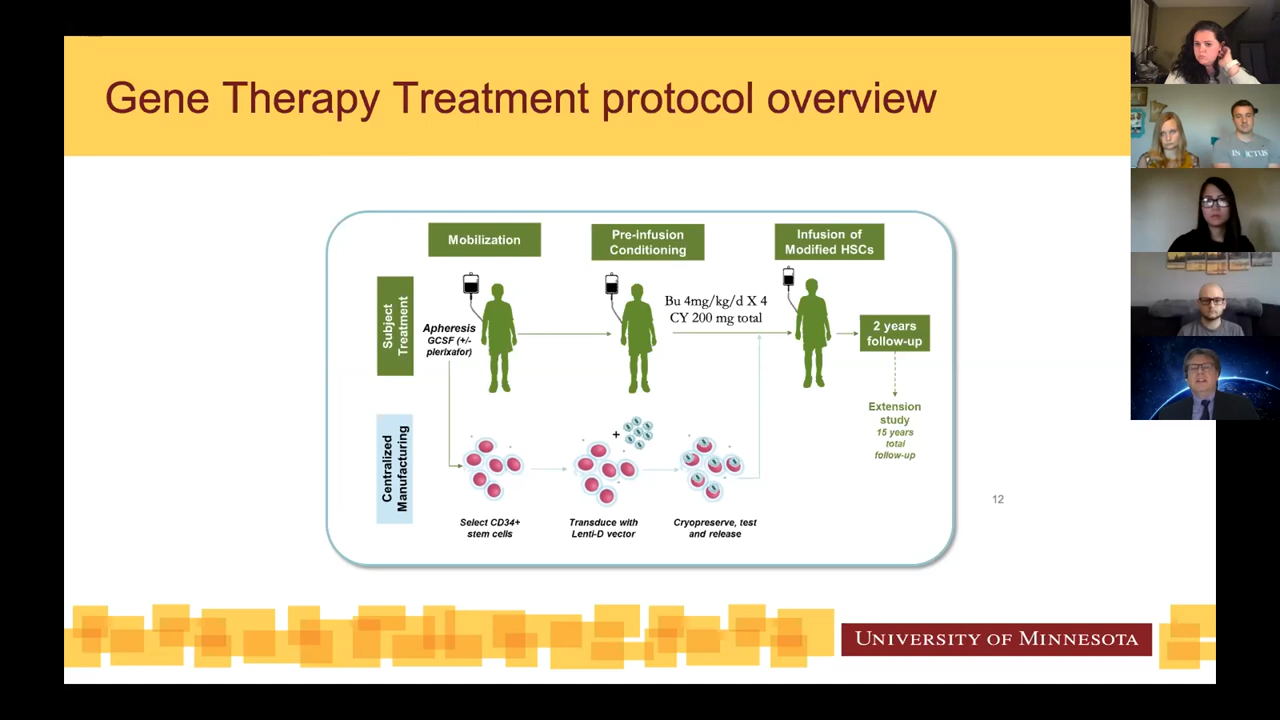 Gene Therapy Treatment protocol overview
Mobilization
Pre-infusion
Conditioning
Infusion of
Modified HSCs
Subject
Treatment
Apheresis
GCSF (+/-
plerixafor)
Bu 4mg/kg/d X 4
CY 200 mg total
2 years
follow-up
Extension
study
15 years
total
follow-up
Centralized
Manufacturing
+
Select CD34+
stem cells
Transduce with
Lenti-D vector
Cryopreserve, test
and release
12
UNIVERSITY OF MINNESOTA